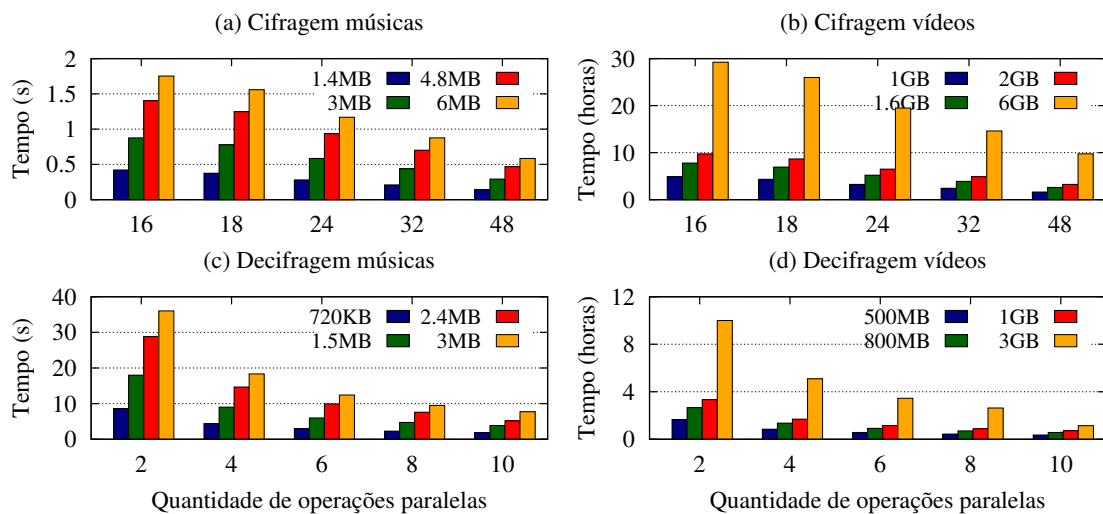 (a) Cifragem músicas
Tempo (s)
2
1.5
1
0.5
0
1.4MB 4.8MB
3MB 6MB
16 18 24 32 48
(b) Cifragem vídeos
Tempo (horas)
30
20
10
0
1GB 2GB
1.6GB 6GB
16 18 24 32 48
(c) Decifragem músicas
Tempo (s)
40
30
20
10
0
720KB 2.4MB
1.5MB 3MB
2 4 6 8 10
Quantidade de operações paralelas
(d) Decifragem vídeos
Tempo (horas)
12
8
4
0
500MB 1GB
800MB 3GB
2 4 6 8 10
Quantidade de operações paralelas